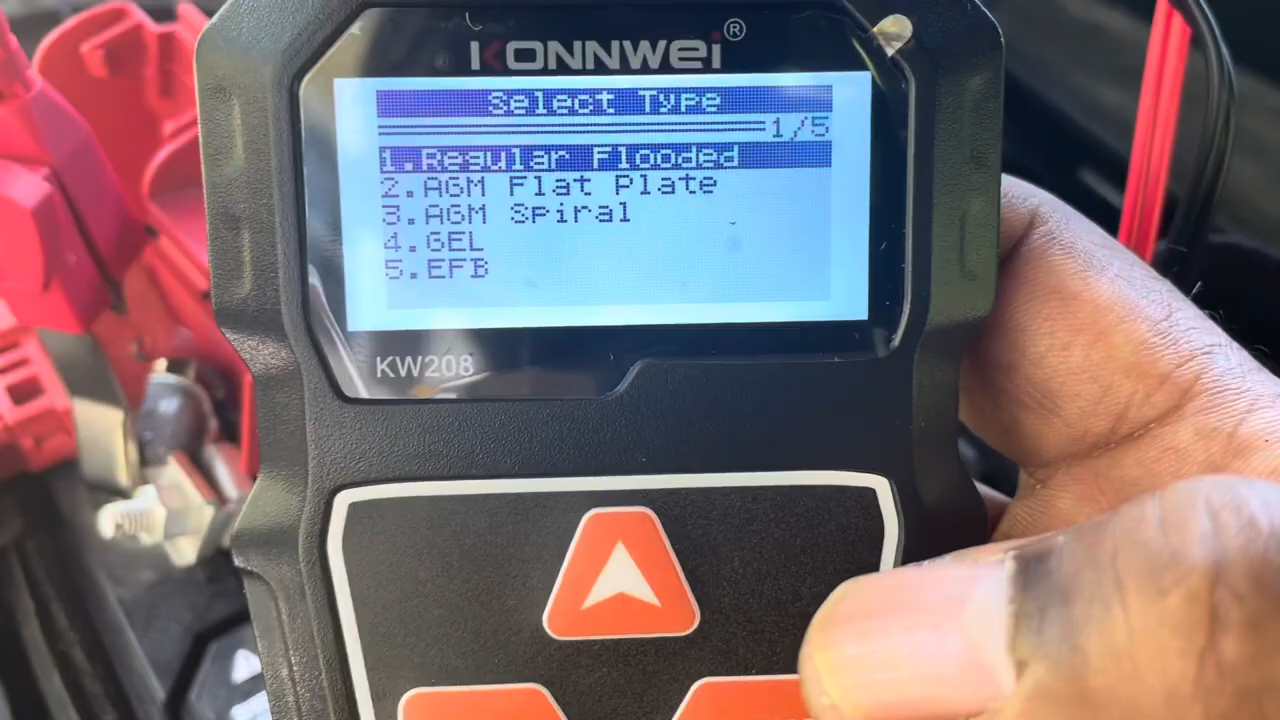 KONNWEI®
Select Type
1/5
1.Regular Flooded
2.AGM Flat Plate
3.AGM Spiral
4.GEL
5.EFB
KW208